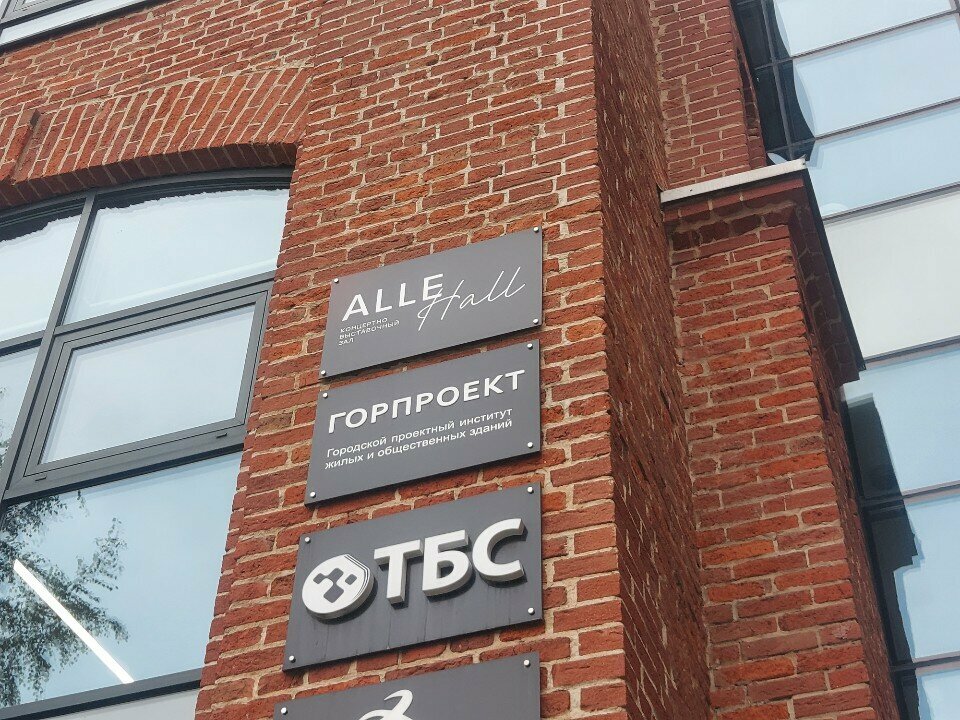 ALLE Hall
КОНЦЕРТНО
ВЫСТАВОЧНЫЙ
ЗАЛ
ГОРПРОЕКТ
Городской проектный институт
жилых и общественных зданий
ТБС